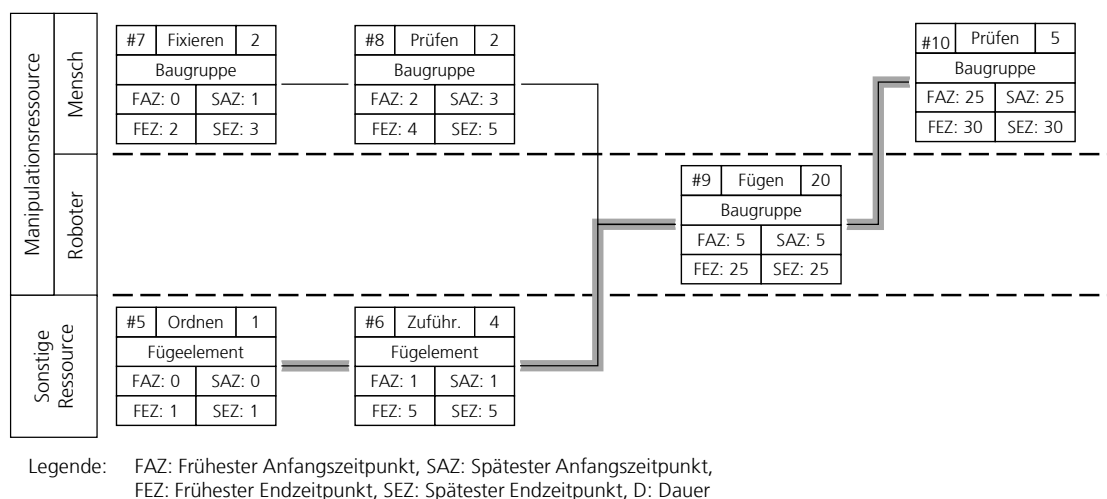 Manipulationsressource
Mensch
#7 Fixieren 2
Baugruppe
FAZ: 0 SAZ: 1
FEZ: 2 SEZ: 3
#8 Prüfen 2
Baugruppe
FAZ: 2 SAZ: 3
FEZ: 4 SEZ: 5
#10 Prüfen 5
Baugruppe
FAZ: 25 SAZ: 25
FEZ: 30 SEZ: 30
Roboter
#9 Fügen 20
Baugruppe
FAZ: 5 SAZ: 5
FEZ: 25 SEZ: 25
Sonstige
Ressource
#5 Ordnen 1
Fügeelement
FAZ: 0 SAZ: 0
FEZ: 1 SEZ: 1
#6 Zuführ. 4
Fügelement
FAZ: 1 SAZ: 1
FEZ: 5 SEZ: 5
Legende: FAZ: Frühester Anfangszeitpunkt, SAZ: Spätester Anfangszeitpunkt,
FEZ: Frühester Endzeitpunkt, SEZ: Spätester Endzeitpunkt, D: Dauer